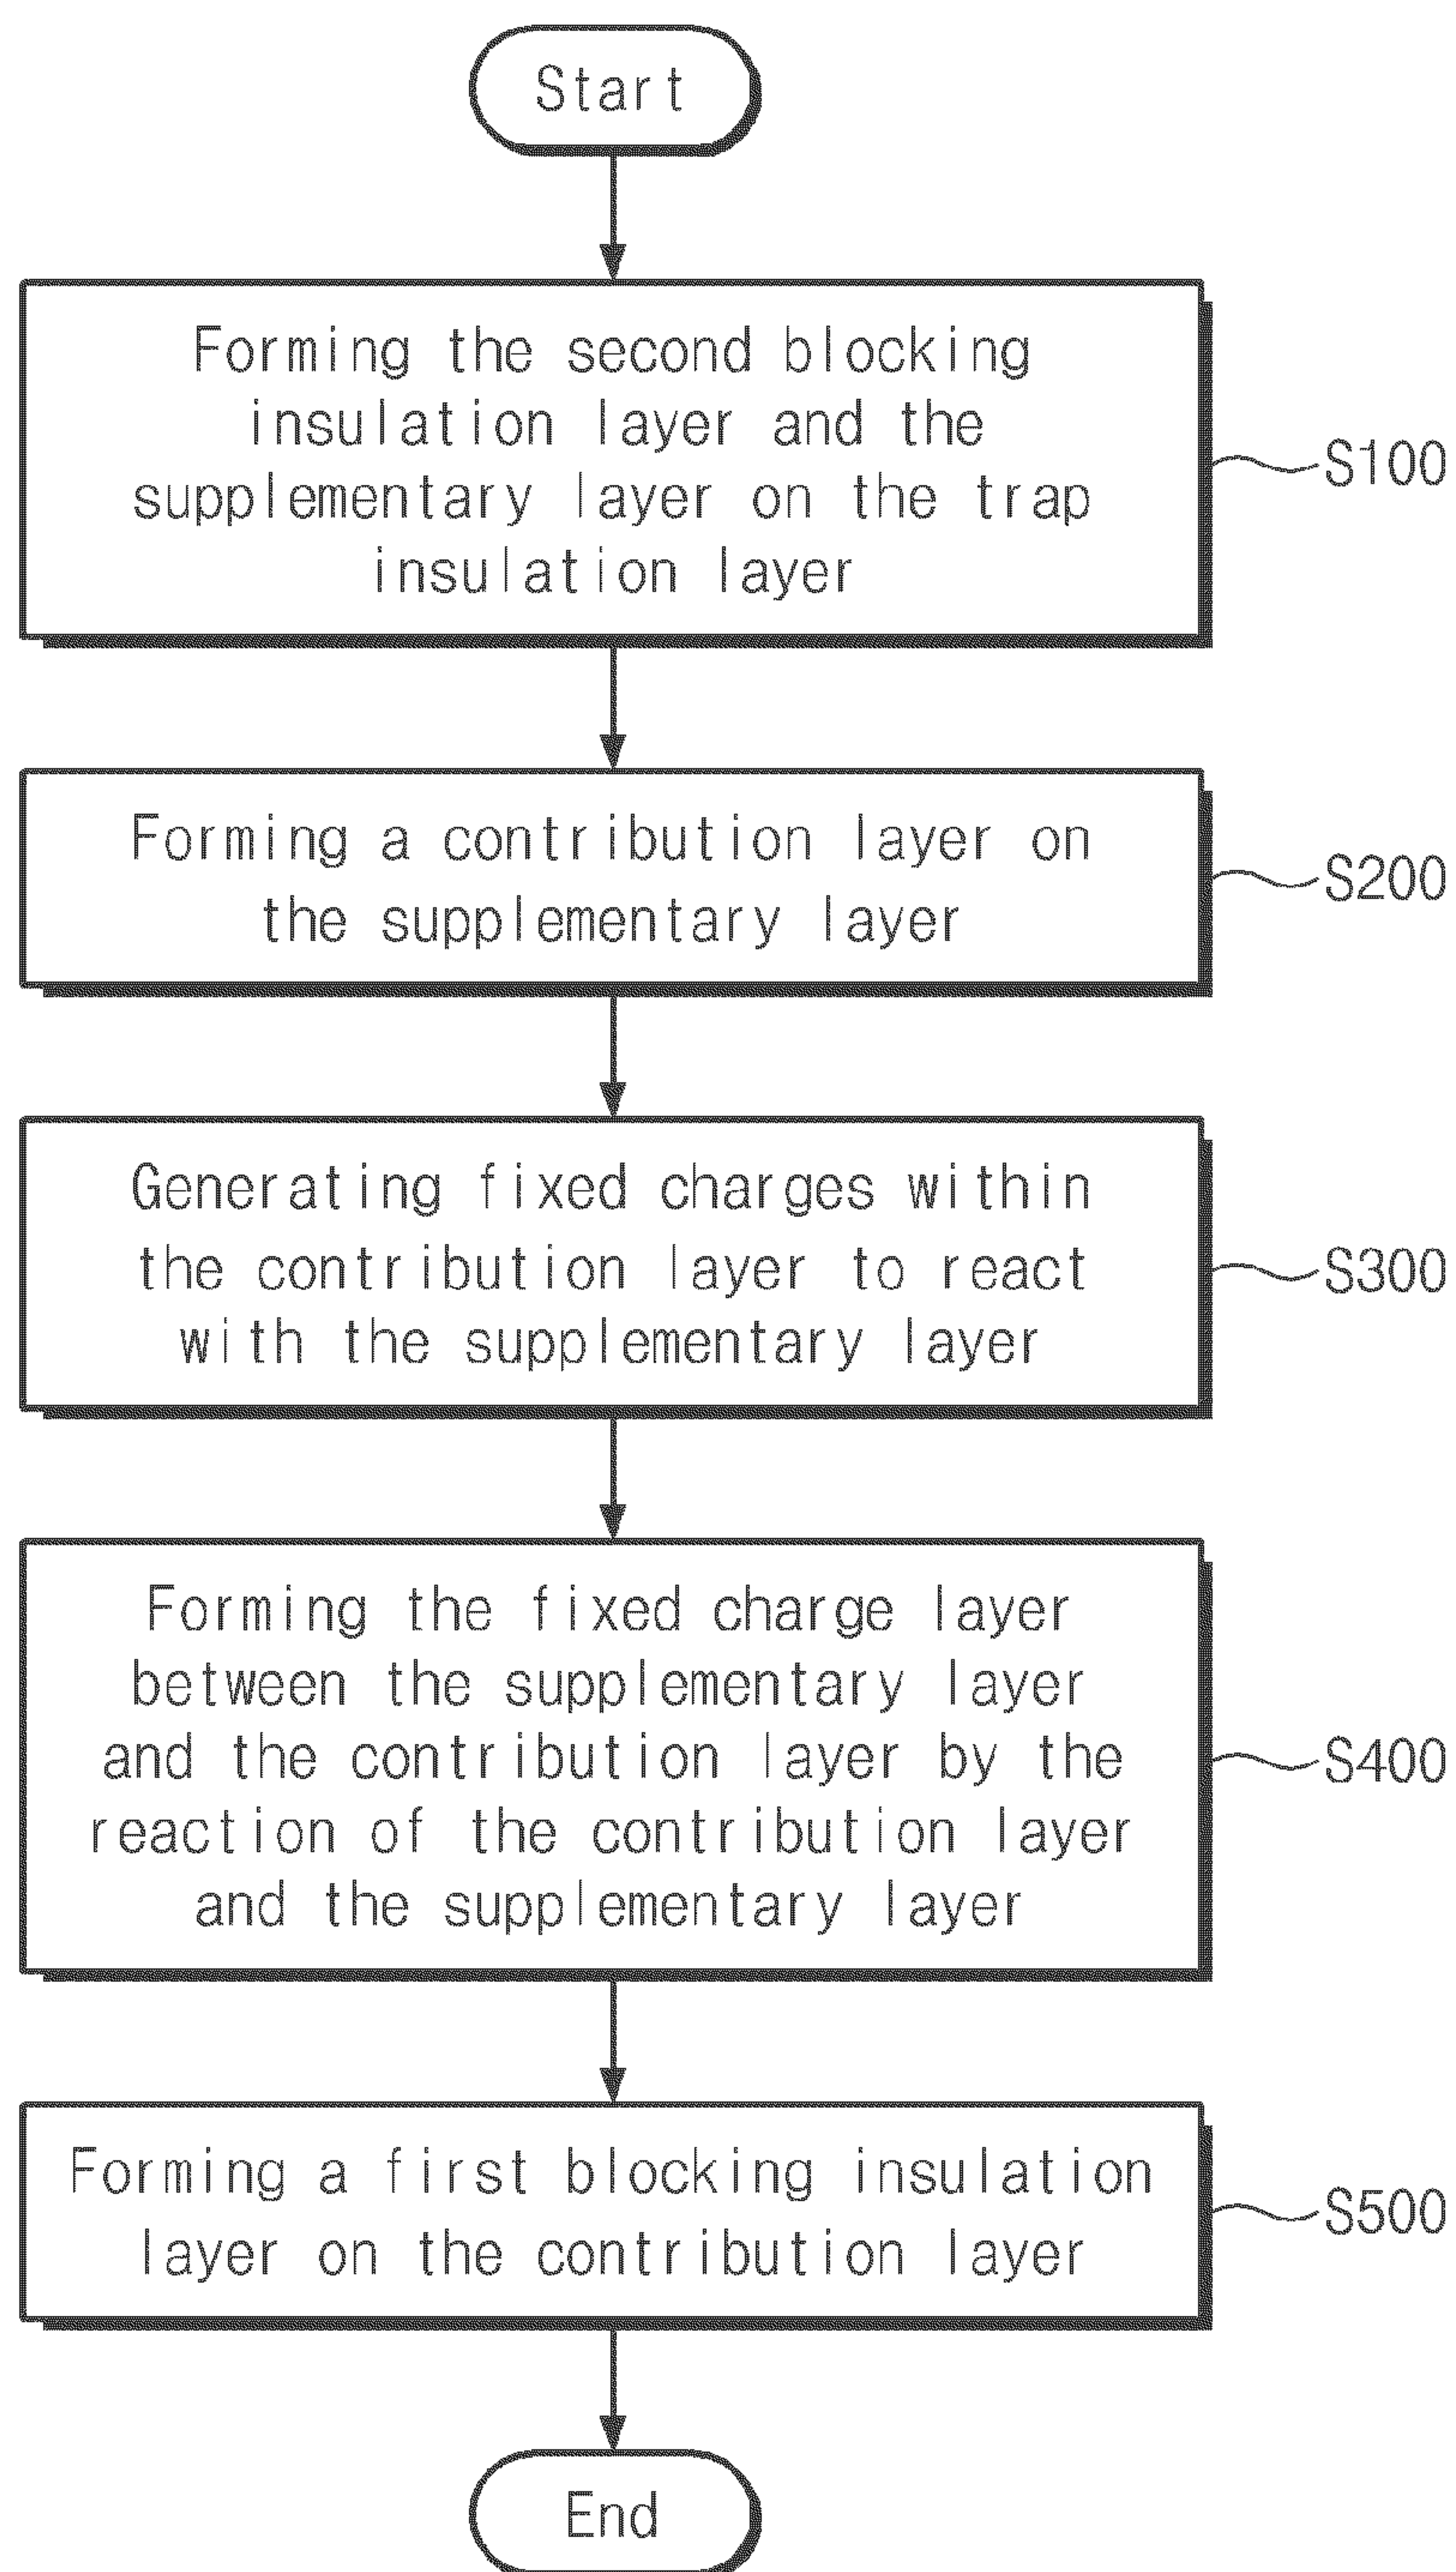 Start
Forming the second blocking
insulation layer and the
supplementary layer on the trap
insulation layer
S100
Forming a contribution layer on
the supplementary layer
S200
Generating fixed charges within
the contribution layer to react
with the supplementary layer
S300
Forming the fixed charge layer
between the supplementary layer
and the contribution layer by the
reaction of the contribution layer
and the supplementary layer
S400
Forming a first blocking insulation
layer on the contribution layer
S500
End